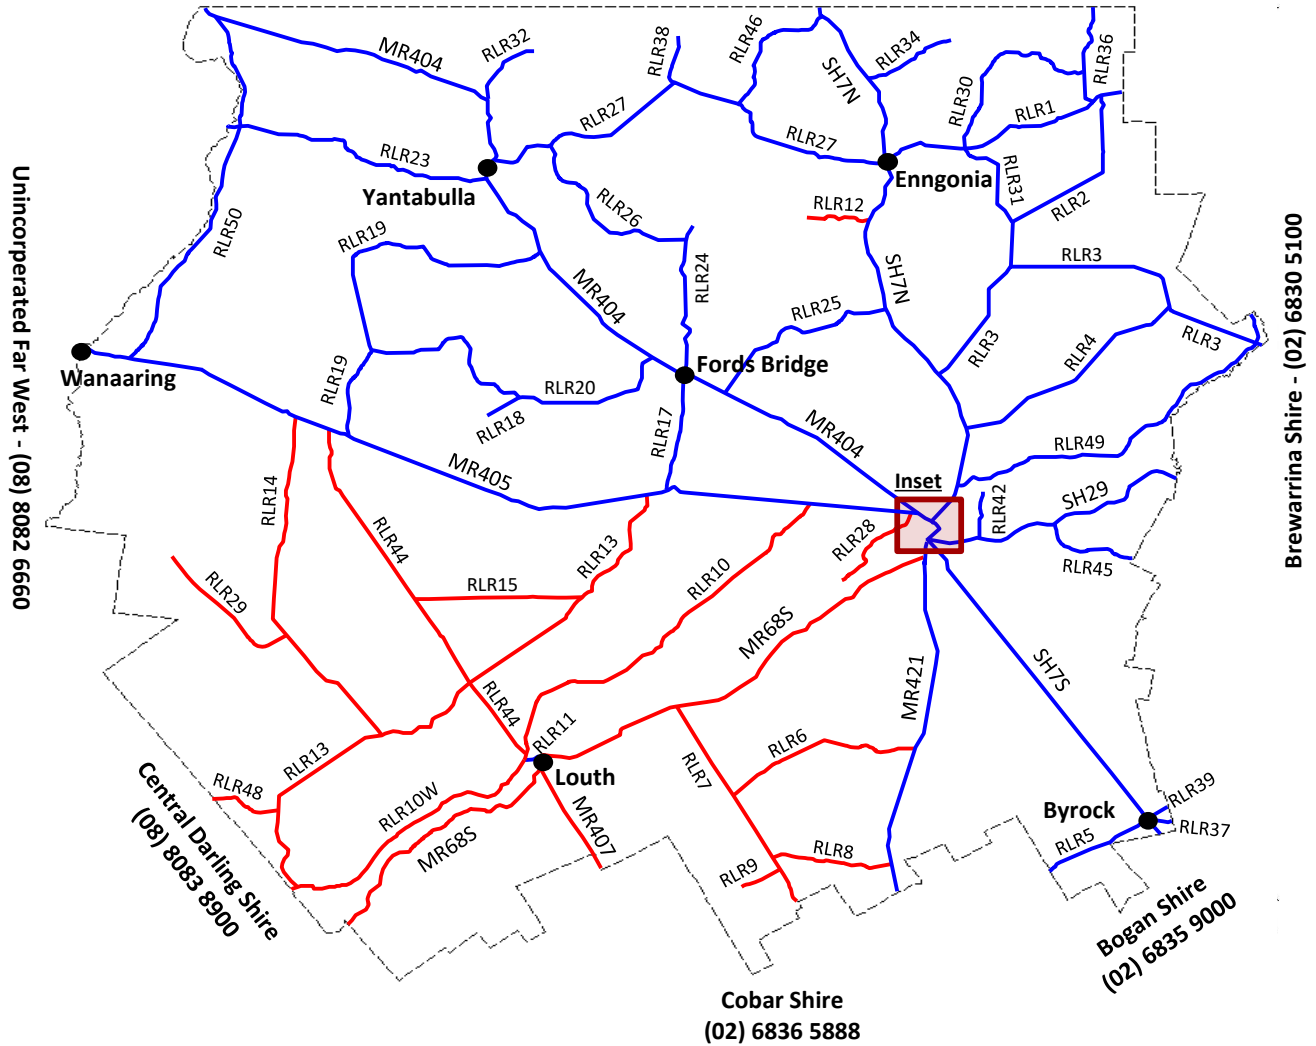 MR404
RLR32
RLR38
RLR46
SH7N
RLR34
RLR36
RLR30
RLR1
RLR27
RLR27
RLR23
Yantabulla
Enngonia
RLR31
RLR2
RLR12
RLR26
RLR50
RLR19
RLR24
SH7N
RLR3
MR404
RLR25
RLR3
RLR4
RLR3
Wanaaring
Fords Bridge
RLR19
RLR20
RLR18
RLR17
MR404
RLR49
MR405
Inset
RLR42
SH29
RLR14
RLR44
RLR13
RLR28
RLR10
RLR45
RLR15
RLR29
MR68S
MR421
SH7S
RLR44
RLR11
RLR13
RLR6
RLR7
Louth
RLR48
RLR10W
MR407
MR68S
Byrock
RLR39
RLR37
RLR5
RLR8
RLR9
Unincorperated Far West - (08) 8082 6660
Brewarrina Shire - (02) 6830 5100
Central Darling Shire
(08) 8083 8900
Bogan Shire
(02) 6835 9000
Cobar Shire
(02) 6836 5888